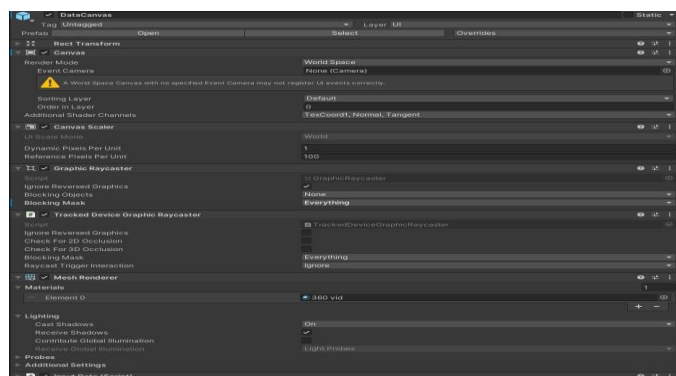 DataCanvas Static
Tag Untagged Layer UI
Prefab Open Select Overrides
Rect Transform
Canvas
Render Mode World Space
Event Camera None (Camera)
A World Space Canvas with no specified Event Camera may not register UI events correctly.
Sorting Layer Default
Order in Layer 0
Additional Shader Channels TexCoord1, Normal, Tangent
Canvas Scaler
UI Scale Mode World
Dynamic Pixels Per Unit 1
Reference Pixels Per Unit 100
Graphic Raycaster
Script GraphicRaycaster
Ignore Reversed Graphics
Blocking Objects None
Blocking Mask Everything
Tracked Device Graphic Raycaster
Script TrackedDeviceGraphicRaycaster
Ignore Reversed Graphics
Check For 2D Occlusion
Check For 3D Occlusion
Blocking Mask Everything
Raycast Trigger Interaction Ignore
Mesh Renderer
Materials 1
Element 0 360 vid
Lighting
Cast Shadows On
Receive Shadows
Contribute Global Illumination
Receive Global Illumination Light Probes
Probes
Additional Settings